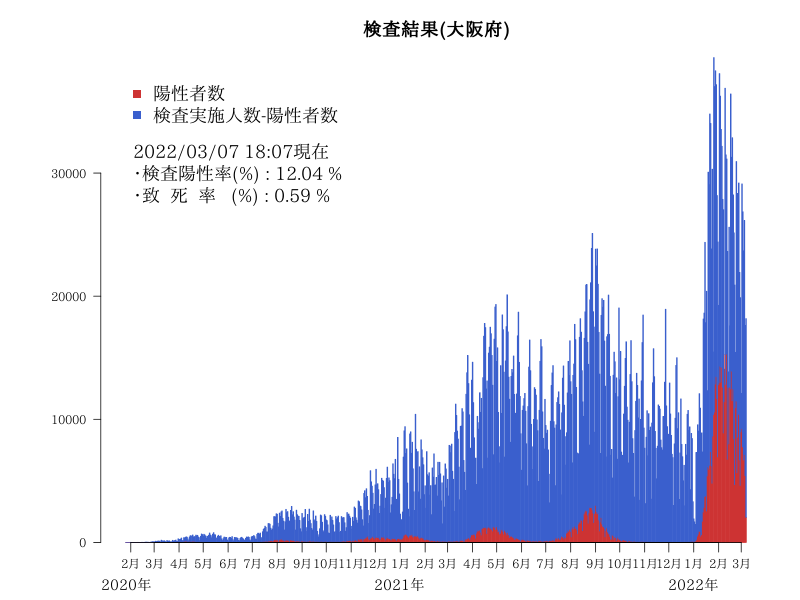 検査結果(大阪府)
陽性者数
検査実施人数-陽性者数
2022/03/07 18:07現在
・検査陽性率(%) : 12.04 %
・致 死 率 (%) : 0.59 %
30000
20000
10000
0
2月 3月 4月 5月 6月 7月 8月 9月 10月 11月 12月 1月 2月 3月 4月 5月 6月 7月 8月 9月 10月 11月 12月 1月 2月 3月
2020年 2021年 2022年